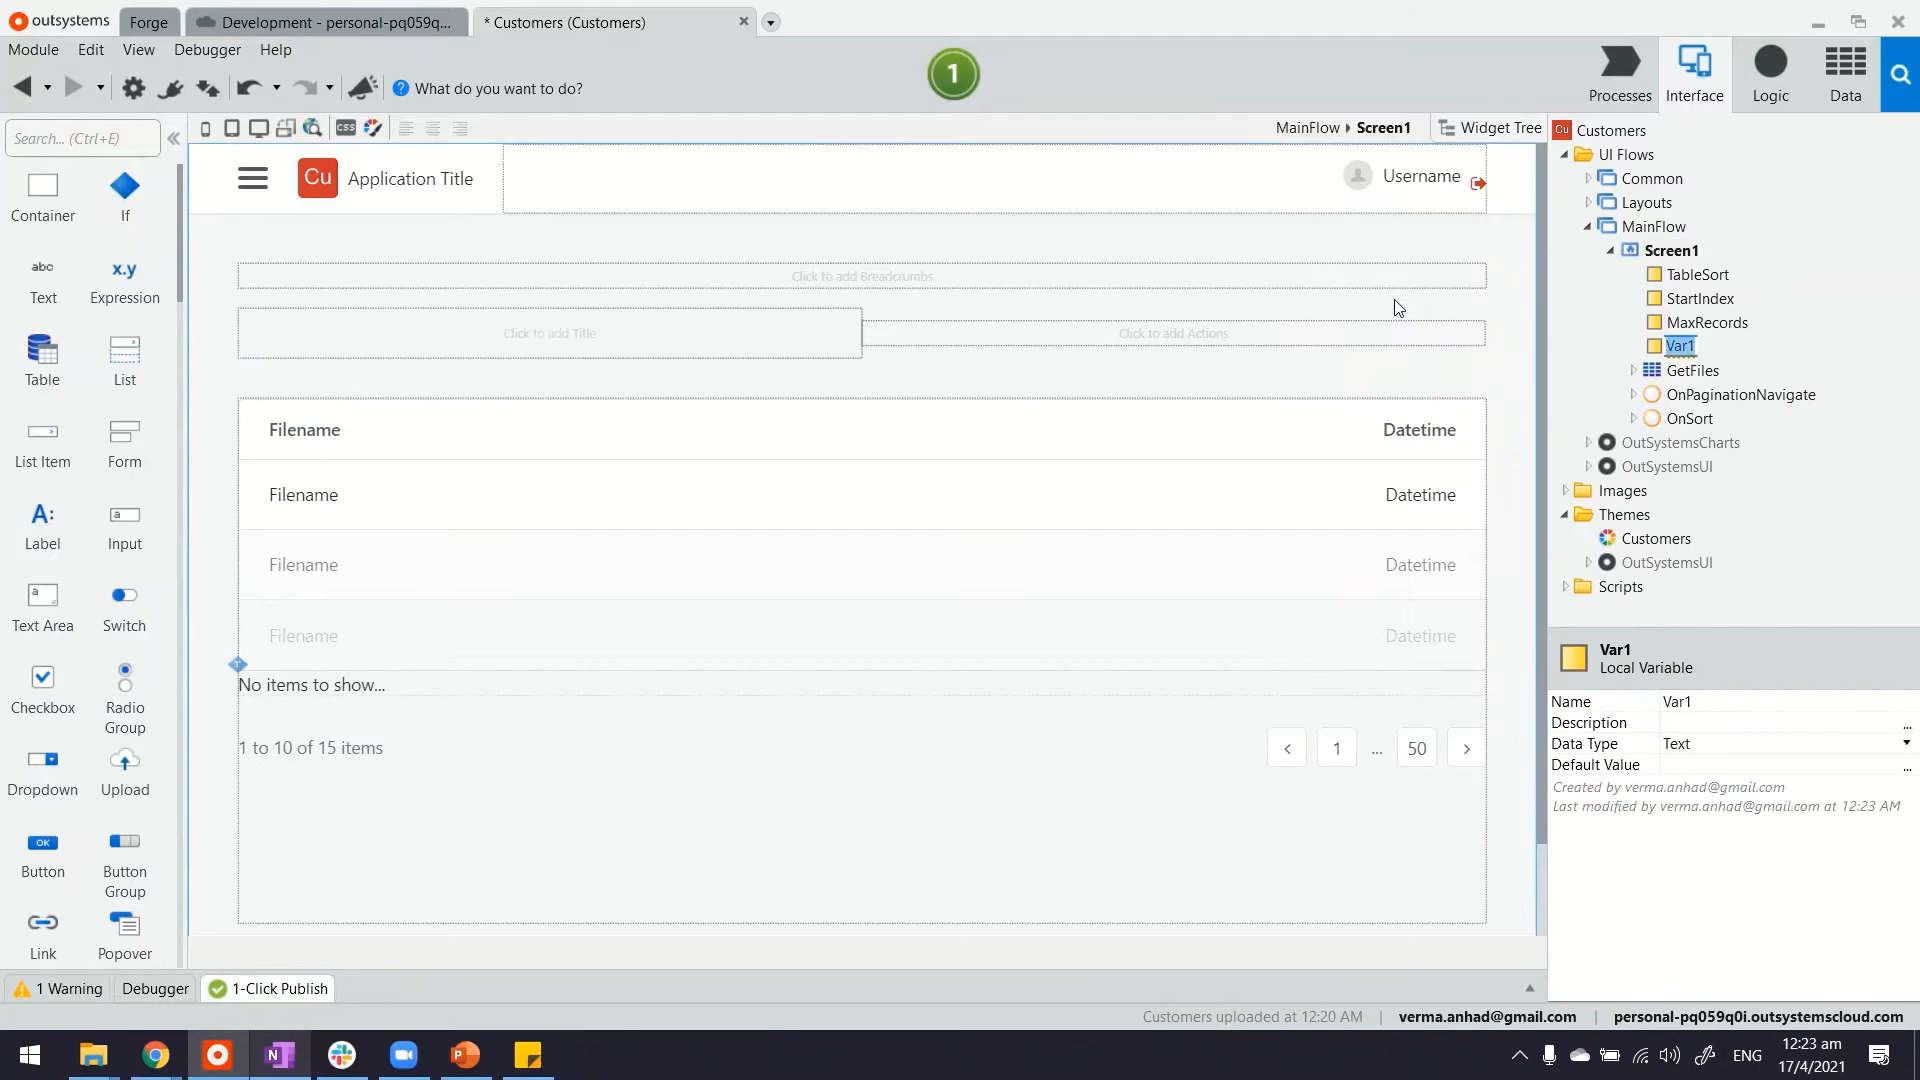 outsystems
Forge
Development - personal-pq059q...
* Customers (Customers)
Module
Edit
View
Debugger
Help
1
What do you want to do?
Processes
Interface
Logic
Data
Search... (Ctrl+E)
CSS
MainFlow
Screen1
Widget Tree
Container
If
abc
Text
x.y
Expression
Table
List
List Item
Form
A:
Label
a
Input
a
Text Area
Switch
Checkbox
Radio
Group
Dropdown
Upload
OK
Button
Button
Group
Link
Popover
Cu
Application Title
Username
Click to add Breadcrumbs
Click to add Title
Click to add Actions
Filename
Datetime
Filename
Datetime
Filename
Datetime
Filename
Datetime
No items to show...
1 to 10 of 15 items
1
...
50
Cu
Customers
UI Flows
Common
Layouts
MainFlow
Screen1
TableSort
StartIndex
MaxRecords
Var1
GetFiles
OnPaginationNavigate
OnSort
OutSystemsCharts
OutSystemsUI
Images
Themes
Customers
OutSystemsUI
Scripts
Var1
Local Variable
Name
Var1
Description
...
Data Type
Text
Default Value
...
Created by verma.anhad@gmail.com
Last modified by verma.anhad@gmail.com at 12:23 AM
1 Warning
Debugger
1-Click Publish
Customers uploaded at 12:20 AM
verma.anhad@gmail.com
personal-pq059q0i.outsystemscloud.com
N
P
ENG
12:23 am
17/4/2021